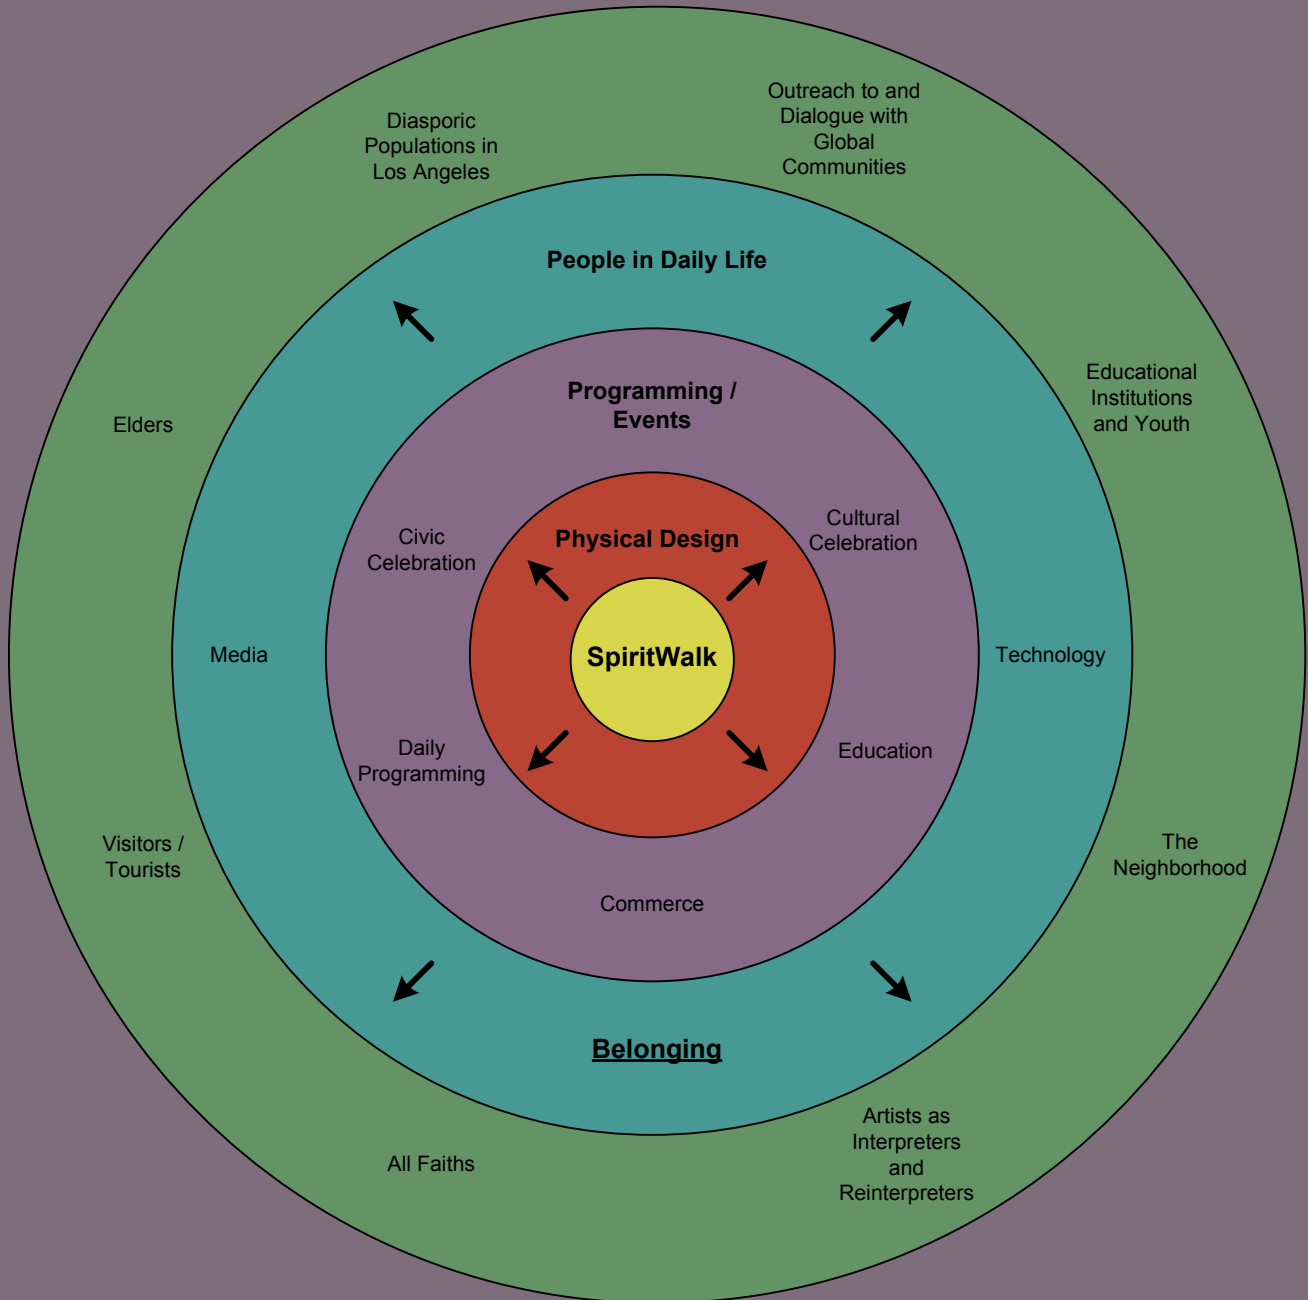 Outreach to and
Dialogue with
Global
Communities
Diasporic
Populations in
Los Angeles
People in Daily Life
Educational
Institutions
and Youth
Programming /
Events
Elders
Cultural
Celebration
Civic
Celebration
Physical Design
Media
SpiritWalk
Technology
Daily
Programming
Education
Visitors /
Tourists
The
Neighborhood
Commerce
Belonging
Artists as
Interpreters
and
Reinterpreters
All Faiths